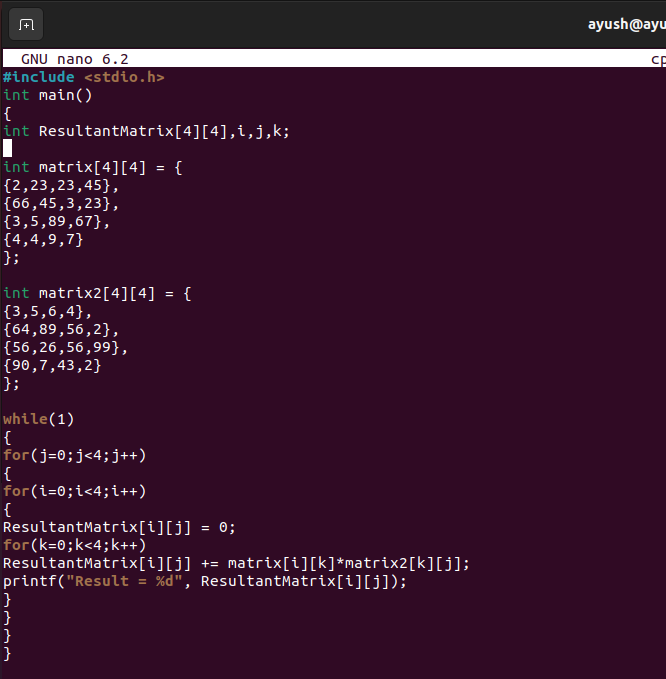 ayush@ayu
GNU nano 6.2 cp
#include <stdio.h>
int main()
{
int ResultantMatrix[4][4],i,j,k;
int matrix[4][4] = {
{2,23,23,45},
{66,45,3,23},
{3,5,89,67},
{4,4,9,7}
};
int matrix2[4][4] = {
{3,5,6,4},
{64,89,56,2},
{56,26,56,99},
{90,7,43,2}
};
while(1)
{
for(j=0;j<4;j++)
{
for(i=0;i<4;i++)
{
ResultantMatrix[i][j] = 0;
for(k=0;k<4;k++)
ResultantMatrix[i][j] += matrix[i][k]*matrix2[k][j];
printf("Result = %d", ResultantMatrix[i][j]);
}
}
}
}